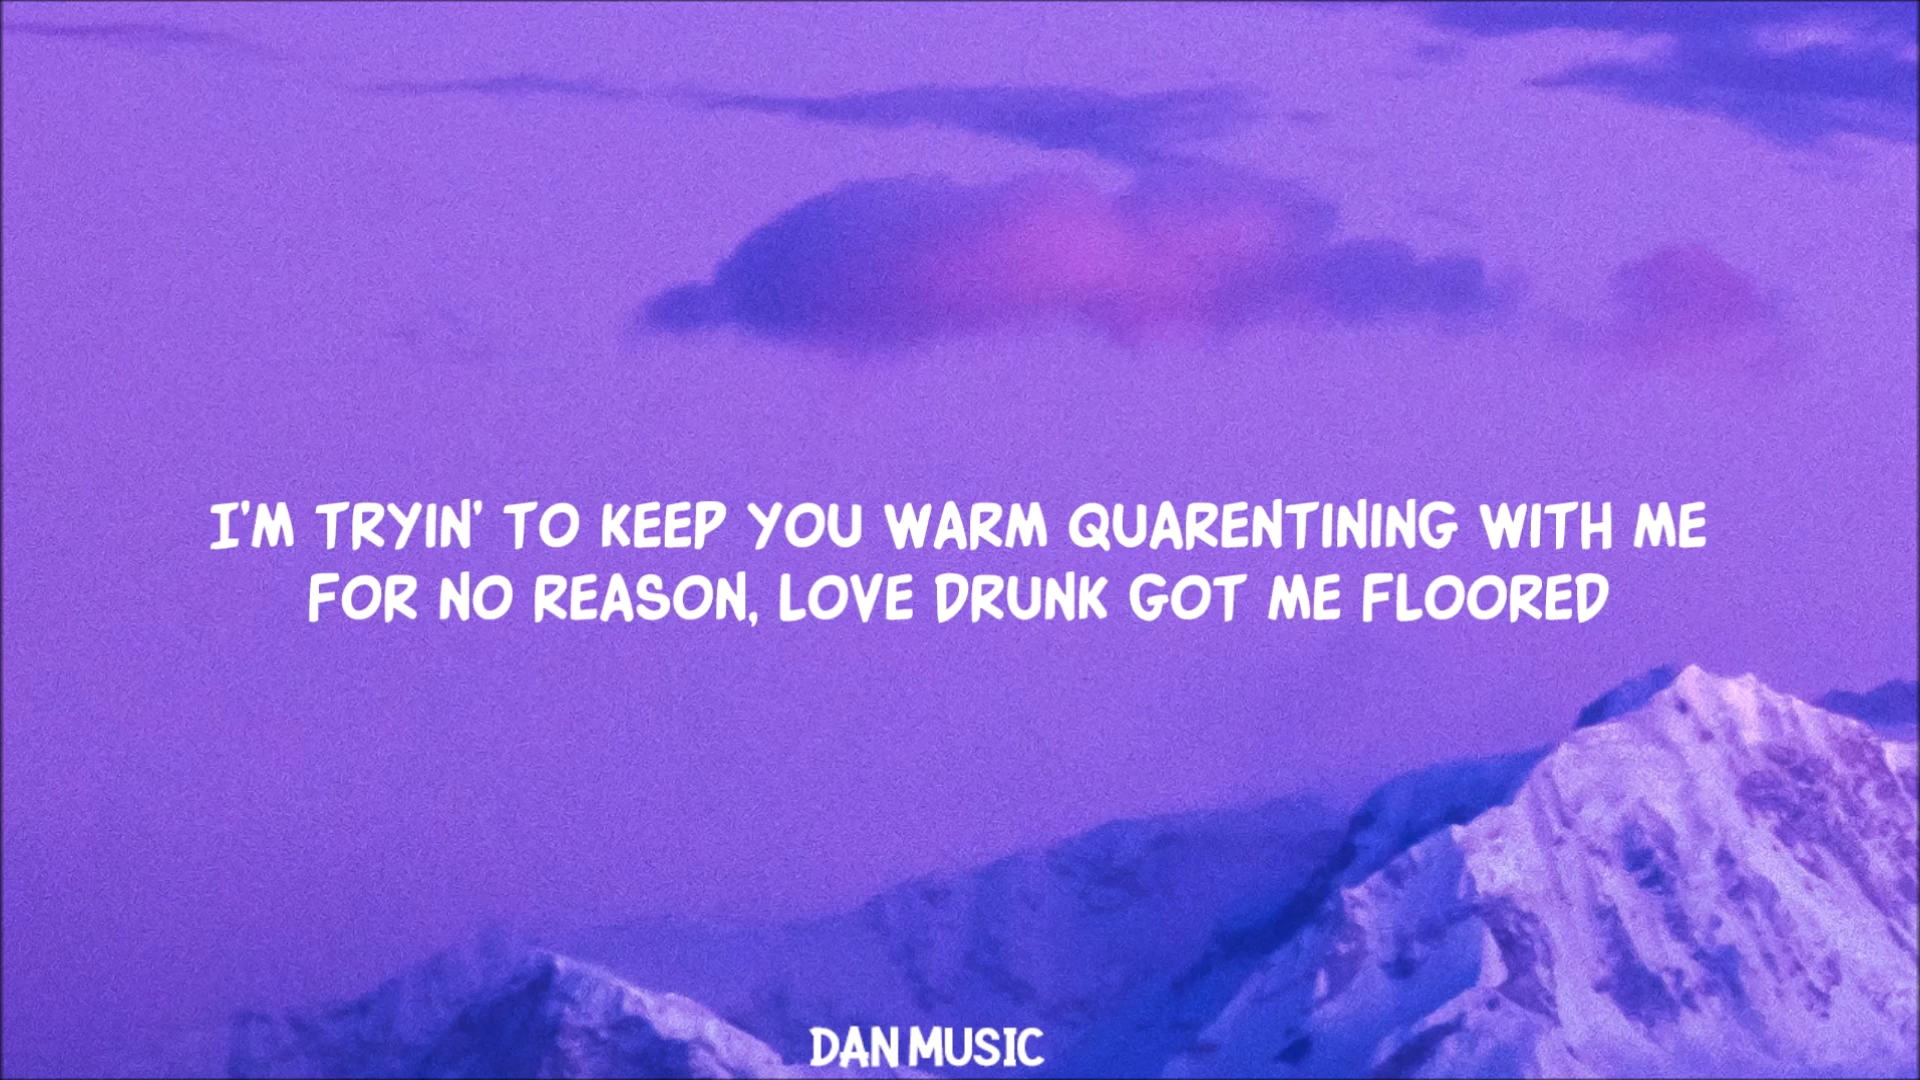 I'M TRYIN' TO KEEP YOU WARM QUARENTINING WITH ME
FOR NO REASON, LOVE DRUNK GOT ME FLOORED
DAN MUSIC